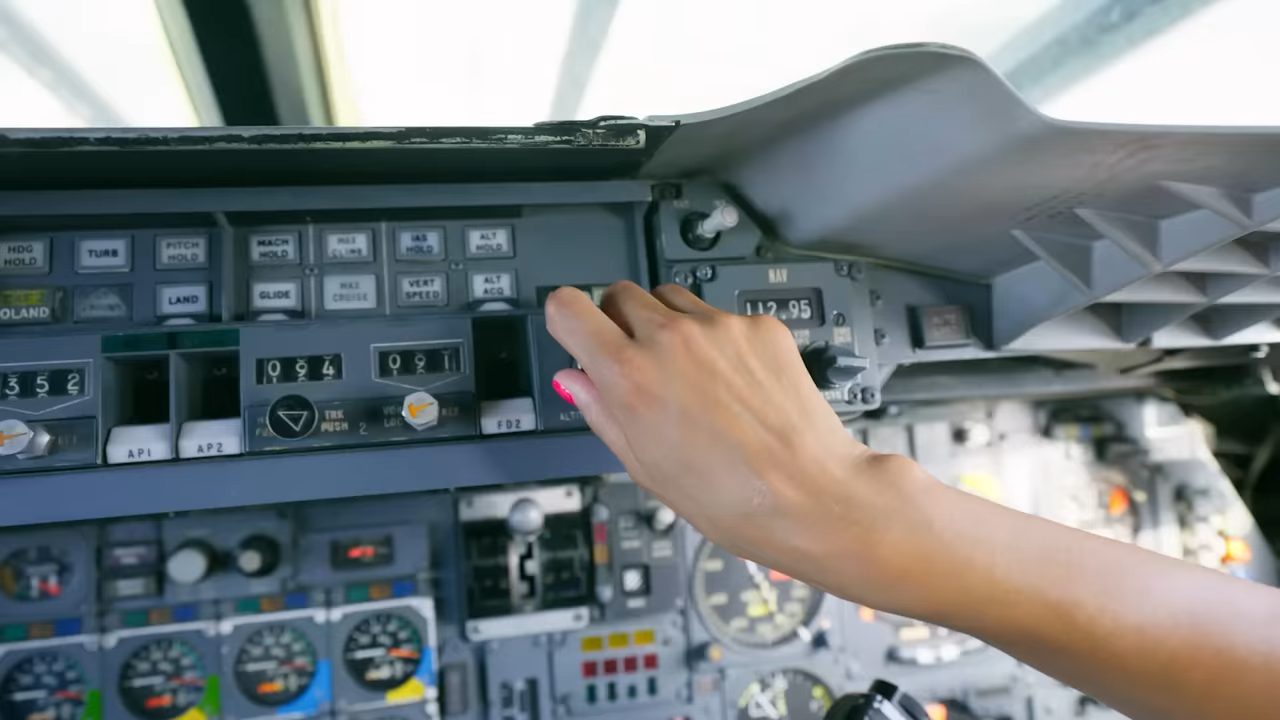 HDG HOLD
TURB
PITCH HOLD
MACH HOLD
MAX CLIMB
IAS HOLD
ALT HOLD
LAND
GLIDE
MAX CRUISE
VERT SPEED
ALT ACQ
NAV
112.95
352
094
091
TRK
PUSH
2
AP1
AP2
FD2